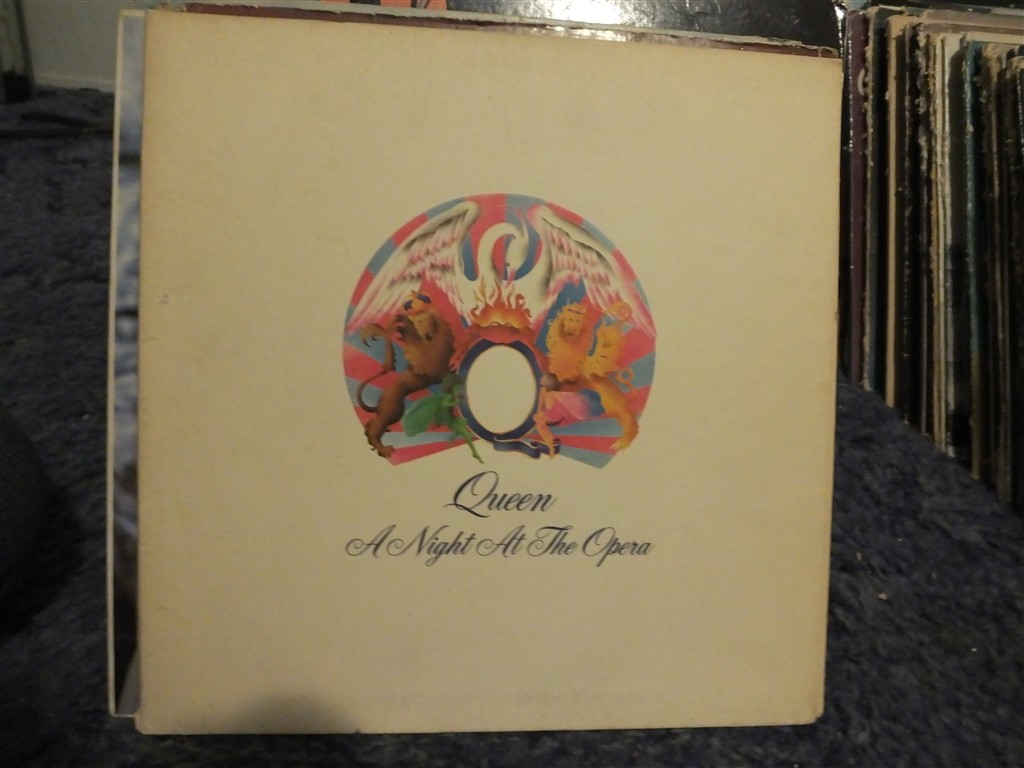 Queen
A Night At The Opera